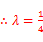 ∴ λ = 1/4